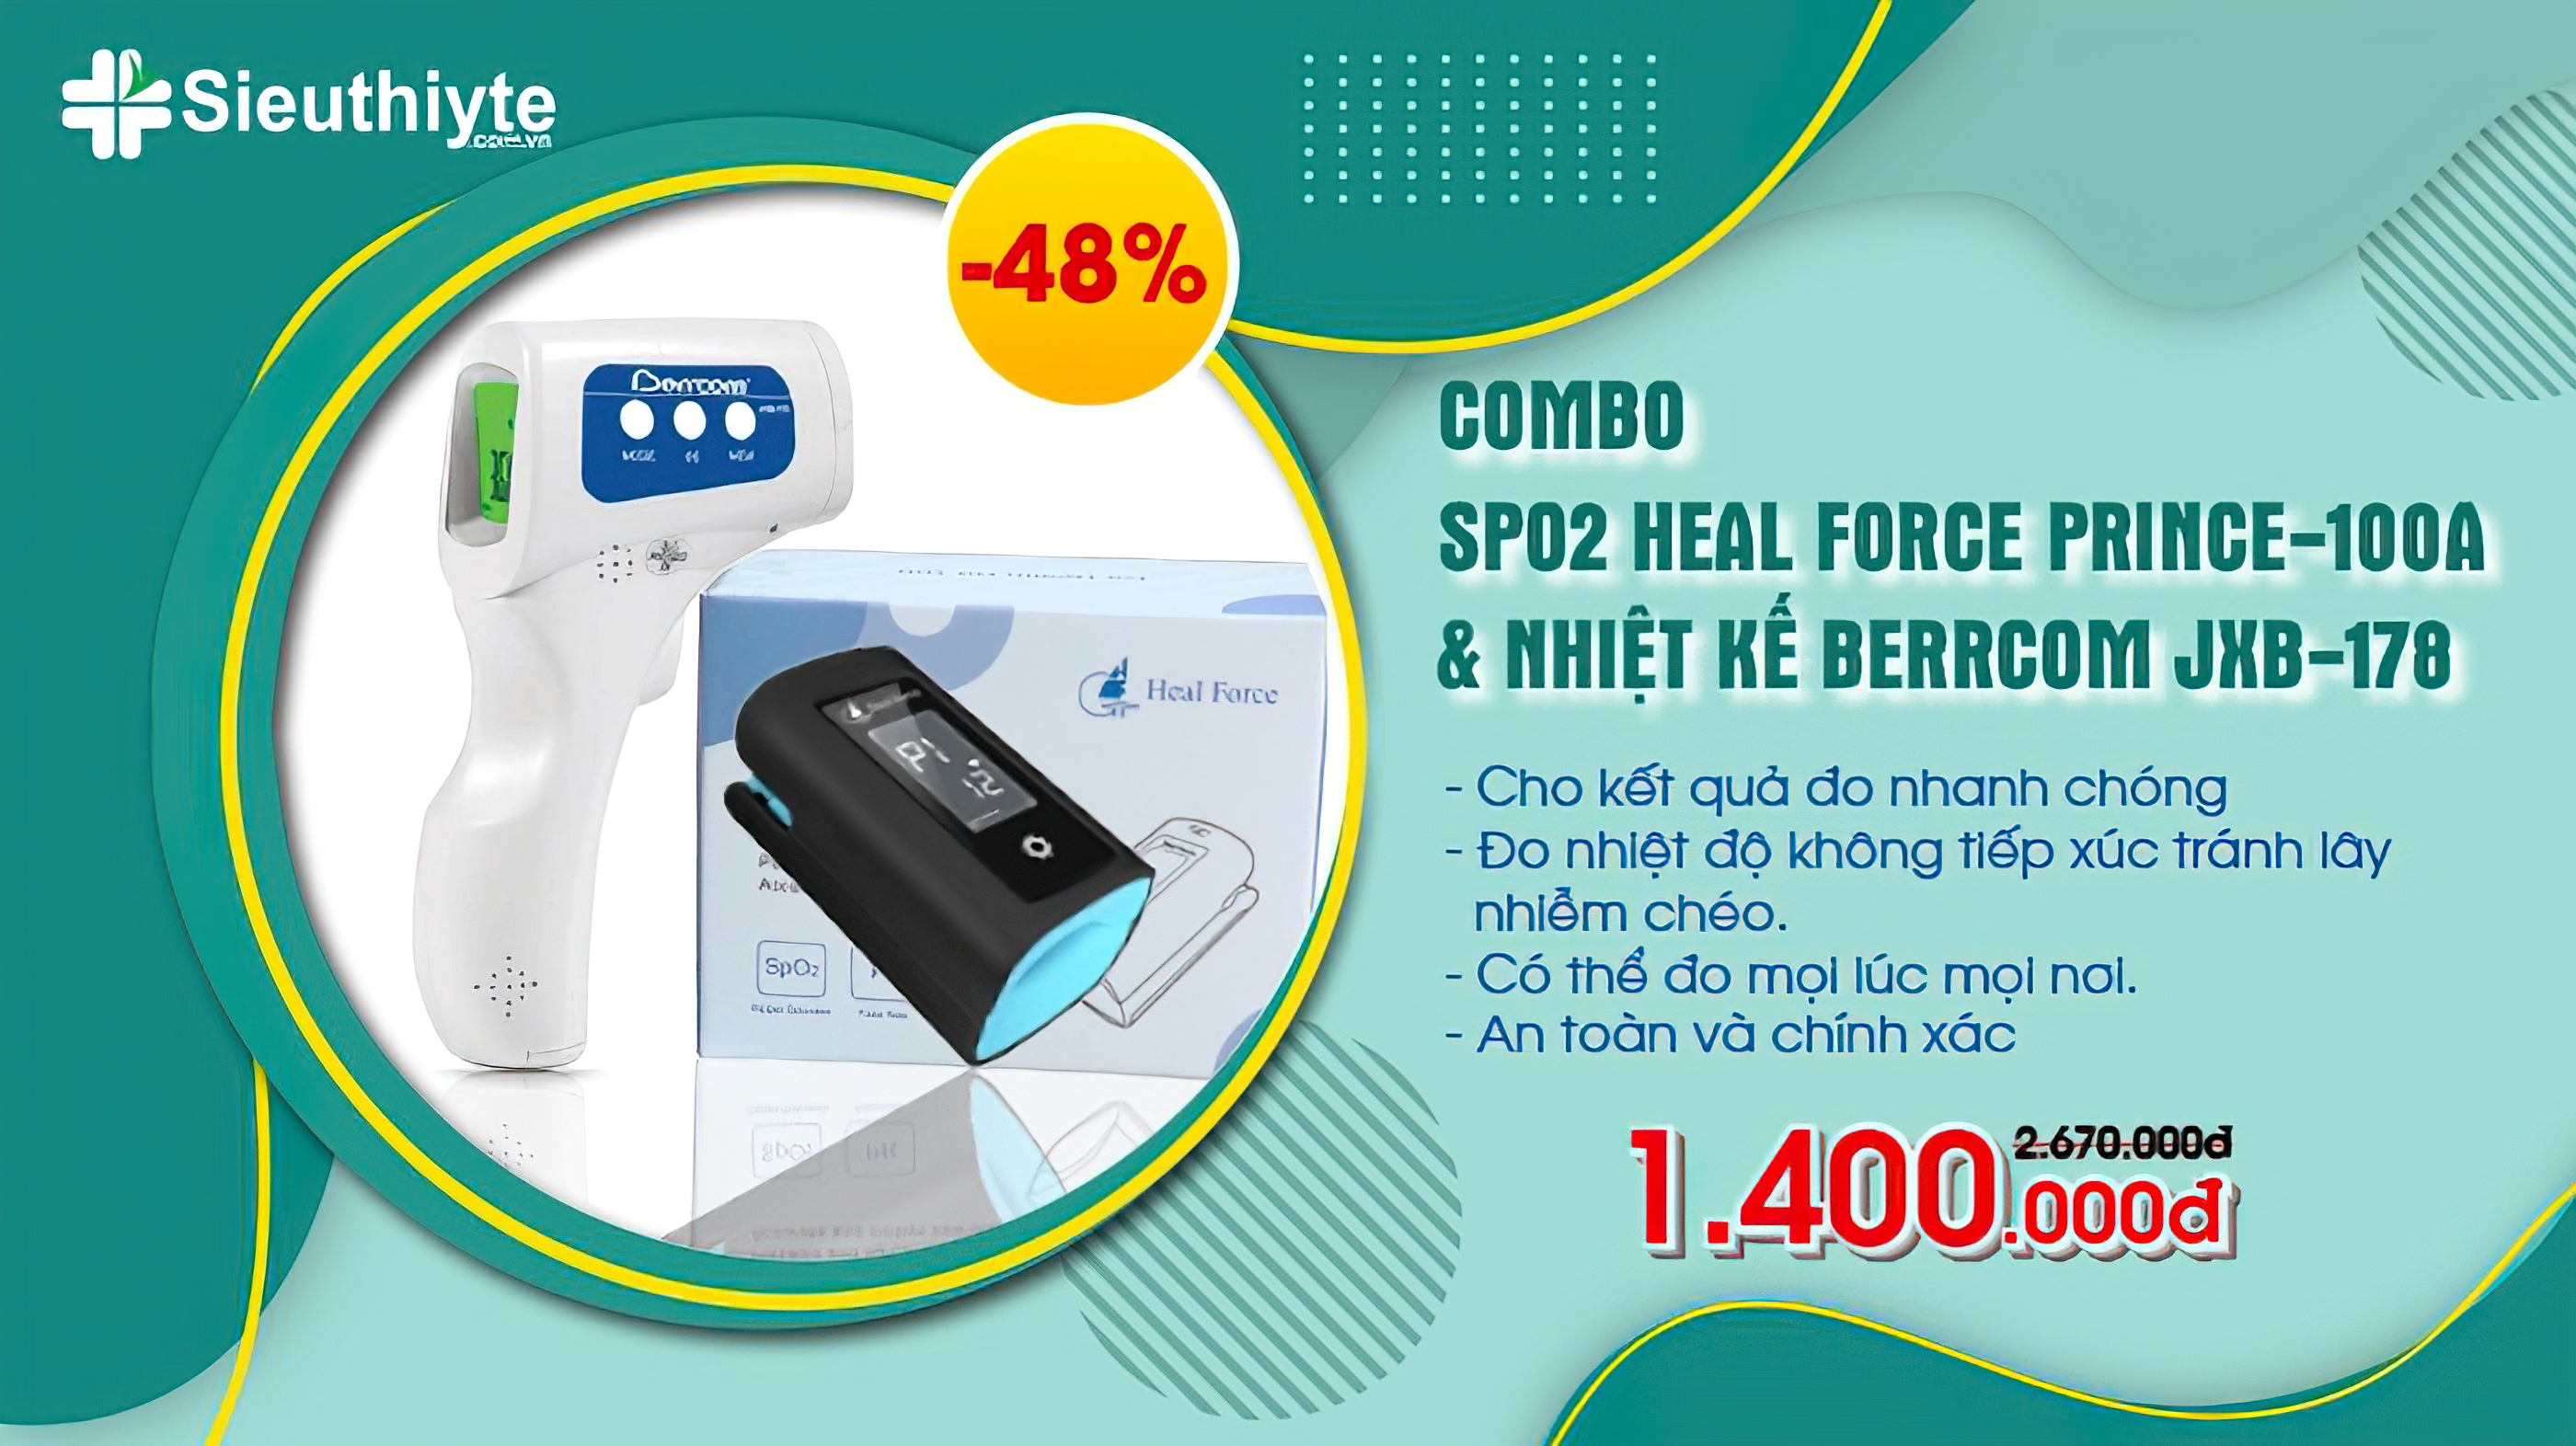 Sieuthiyte
.com.vn
-48%
COMBO
SPO2 HEAL FORCE PRINCE-100A
& NHIỆT KẾ BERRCOM JXB-178
- Cho kết quả đo nhanh chóng
- Đo nhiệt độ không tiếp xúc tránh lây
nhiễm chéo.
- Có thể đo mọi lúc mọi nơi.
- An toàn và chính xác
2.670.000đ
1.400.000đ
Heal Force
SpO2